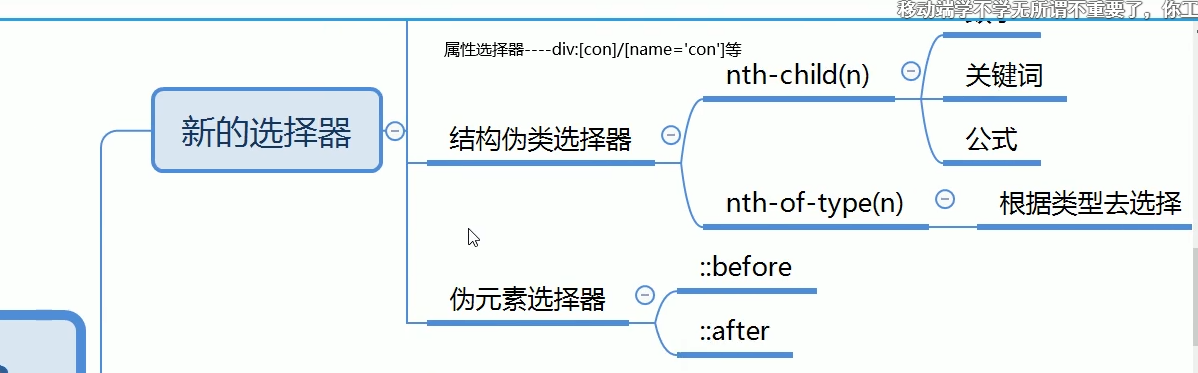 移动端学不学无所谓不重要了，你工
属性选择器----div:[con]/[name='con']等
nth-child(n)
关键词
新的选择器
结构伪类选择器
公式
nth-of-type(n)
根据类型去选择
::before
伪元素选择器
::after